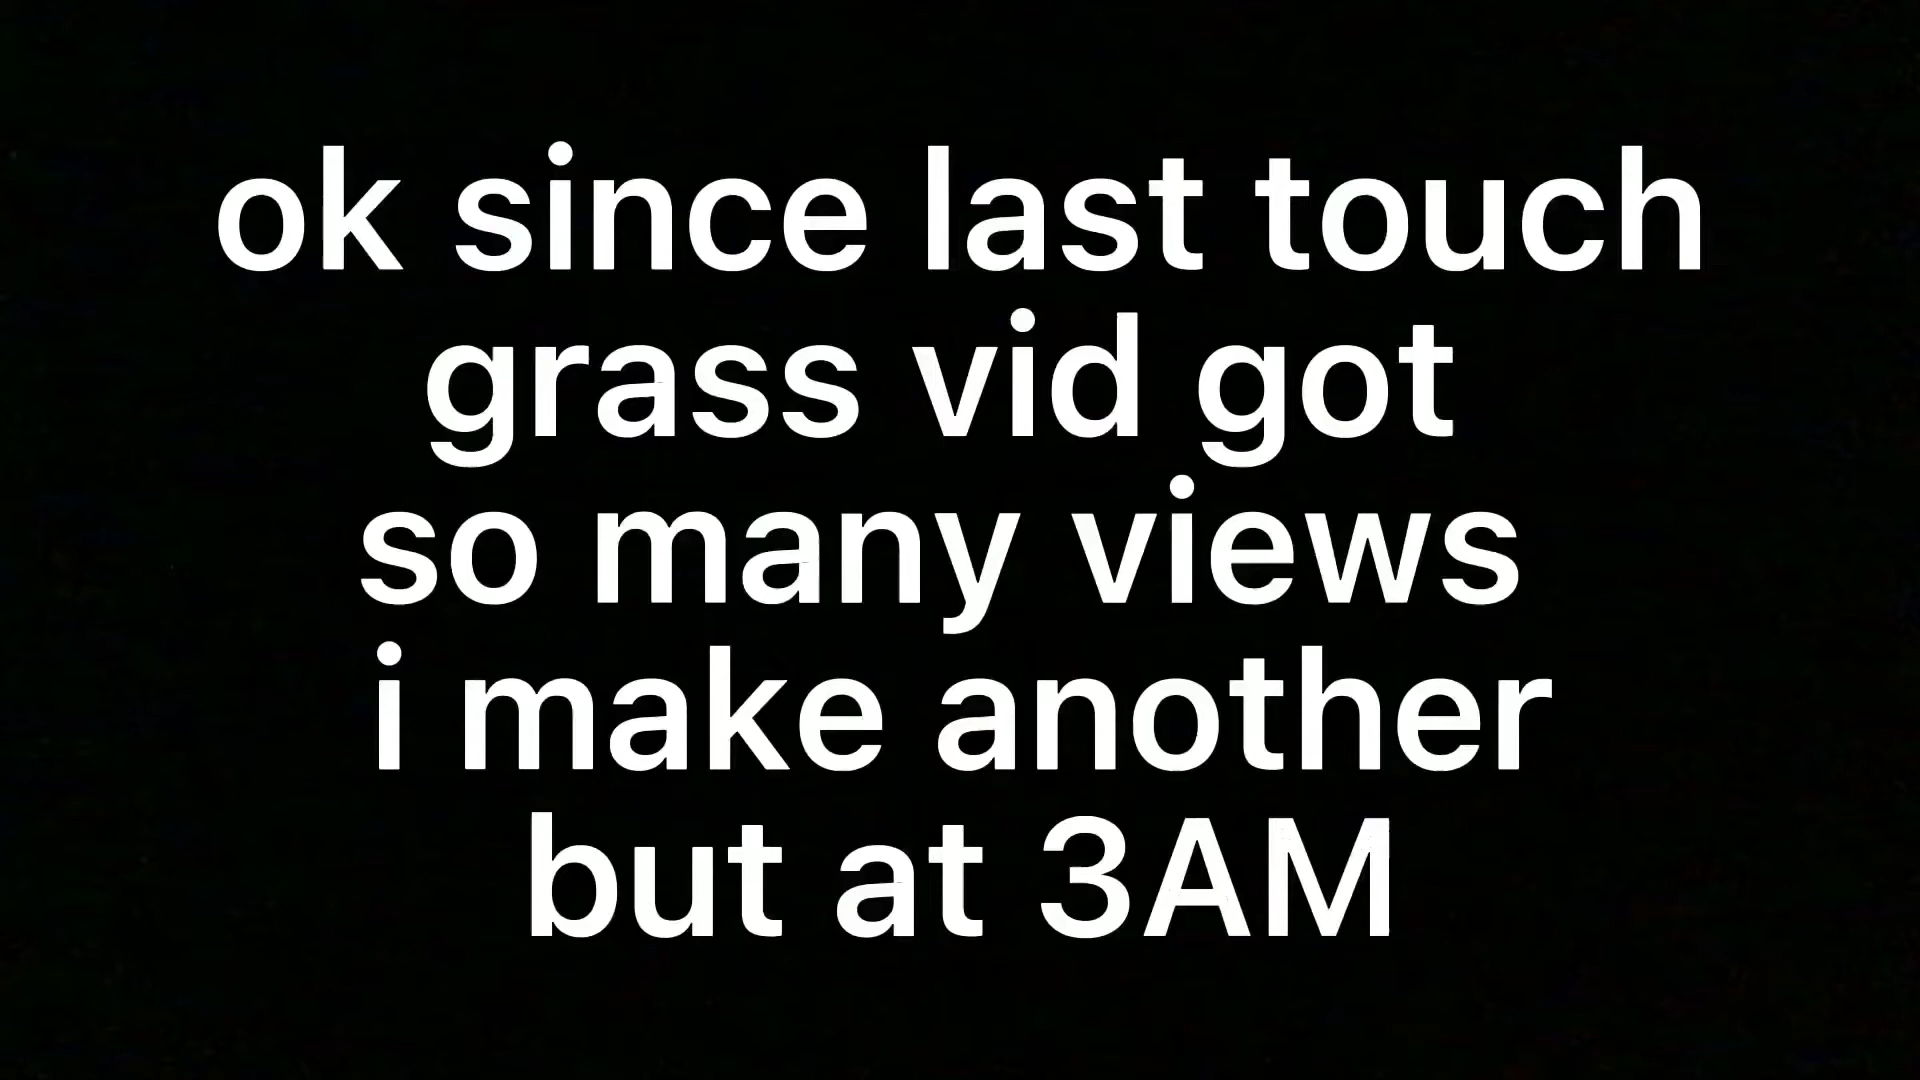 ok since last touch
grass vid got
so many views
i make another
but at 3AM